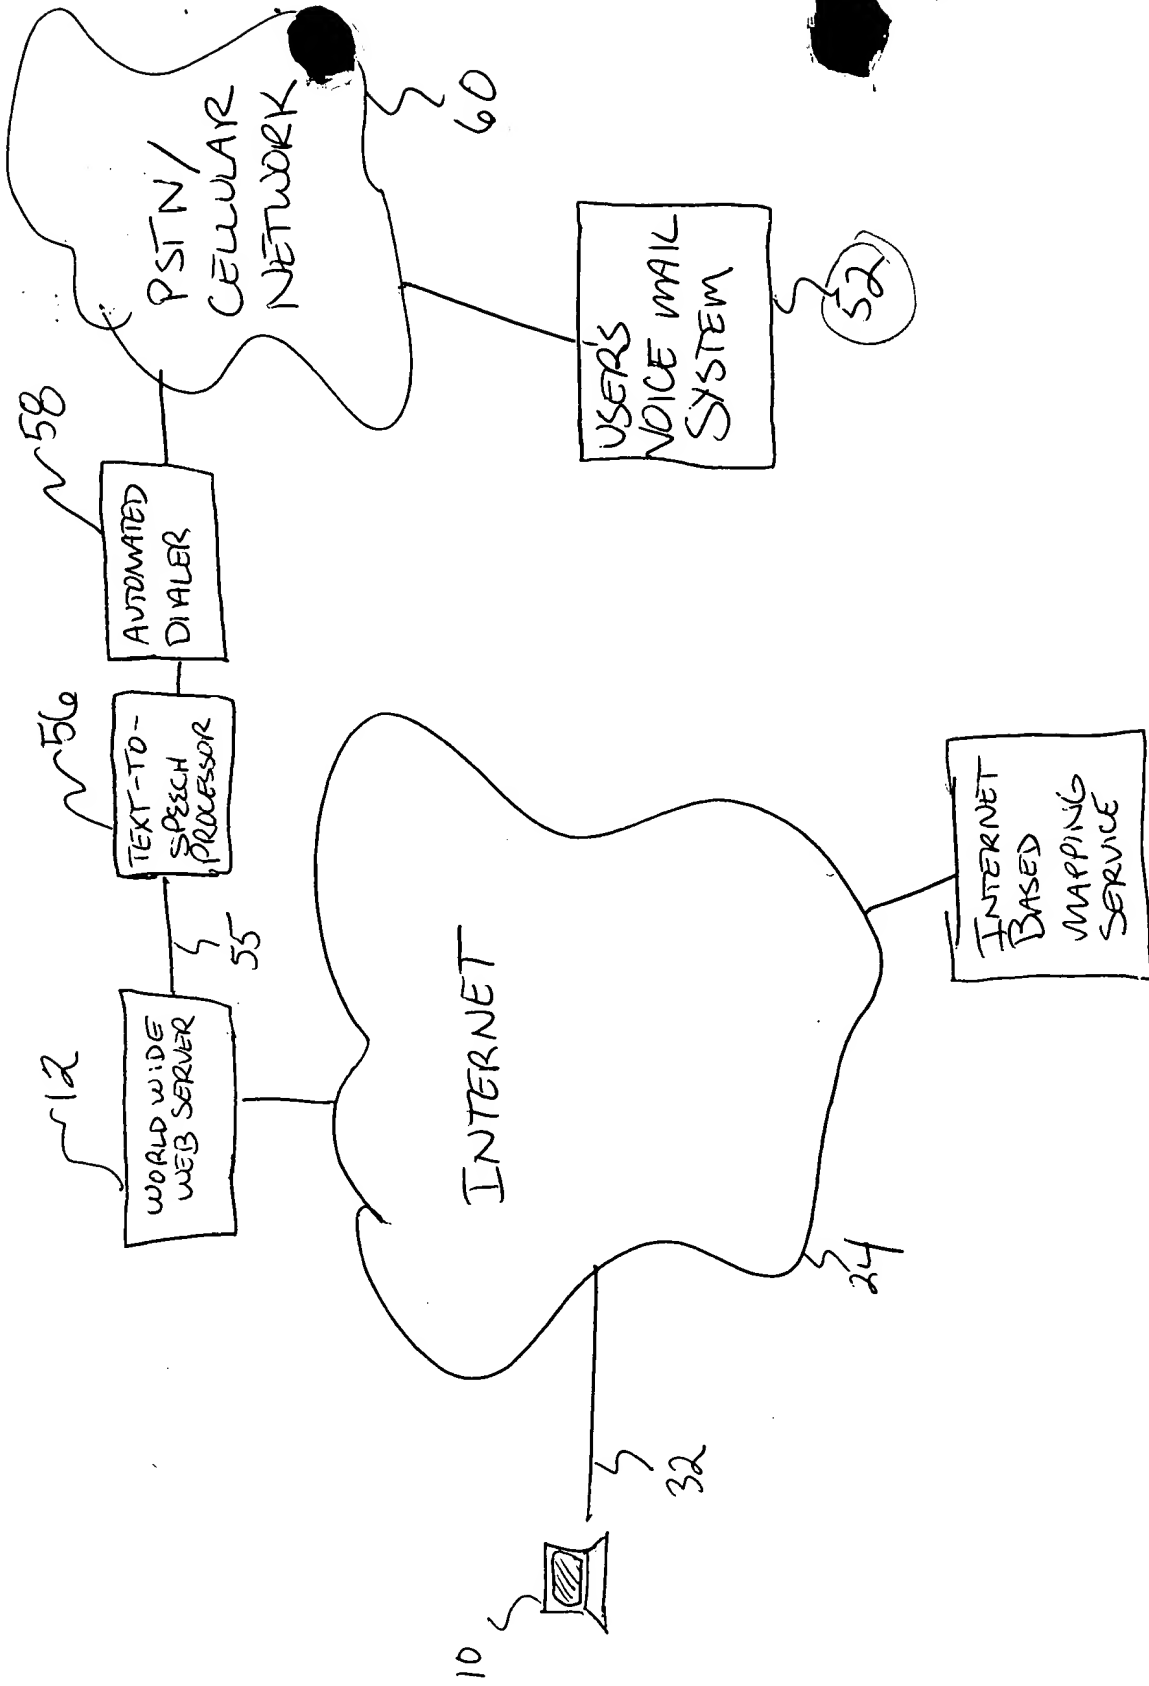 12
WORLD WIDE
WEB SERVER
55
56
TEXT-TO-
SPEECH
PROCESSOR
58
AUTOMATED
DIALER
PSTN/
CELLULAR
NETWORK
60
USER'S
VOICE MAIL
SYSTEM
52
INTERNET
24
10
32
INTERNET
BASED
MAPPING
SERVICE